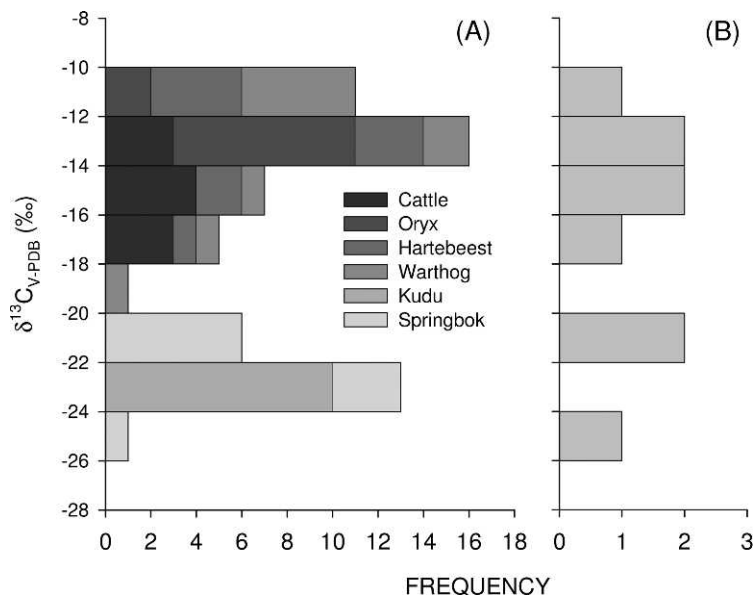 (A)
(B)
-8
-10
-12
-14
-16
-18
-20
-22
-24
-26
-28
δ¹³C_V-PDB (‰)
Cattle
Oryx
Hartebeest
Warthog
Kudu
Springbok
0 2 4 6 8 10 12 14 16 18
0 1 2 3
FREQUENCY